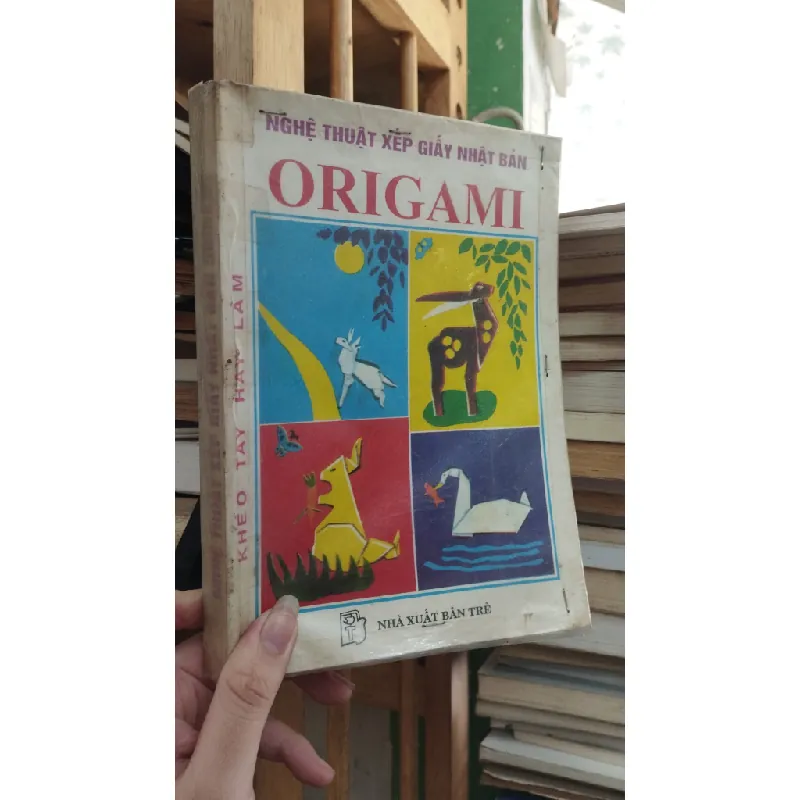 NGHỆ THUẬT XẾP GIẤY NHẬT BẢN
ORIGAMI
KHÉO TAY HAY LÀM
NHÀ XUẤT BẢN TRẺ